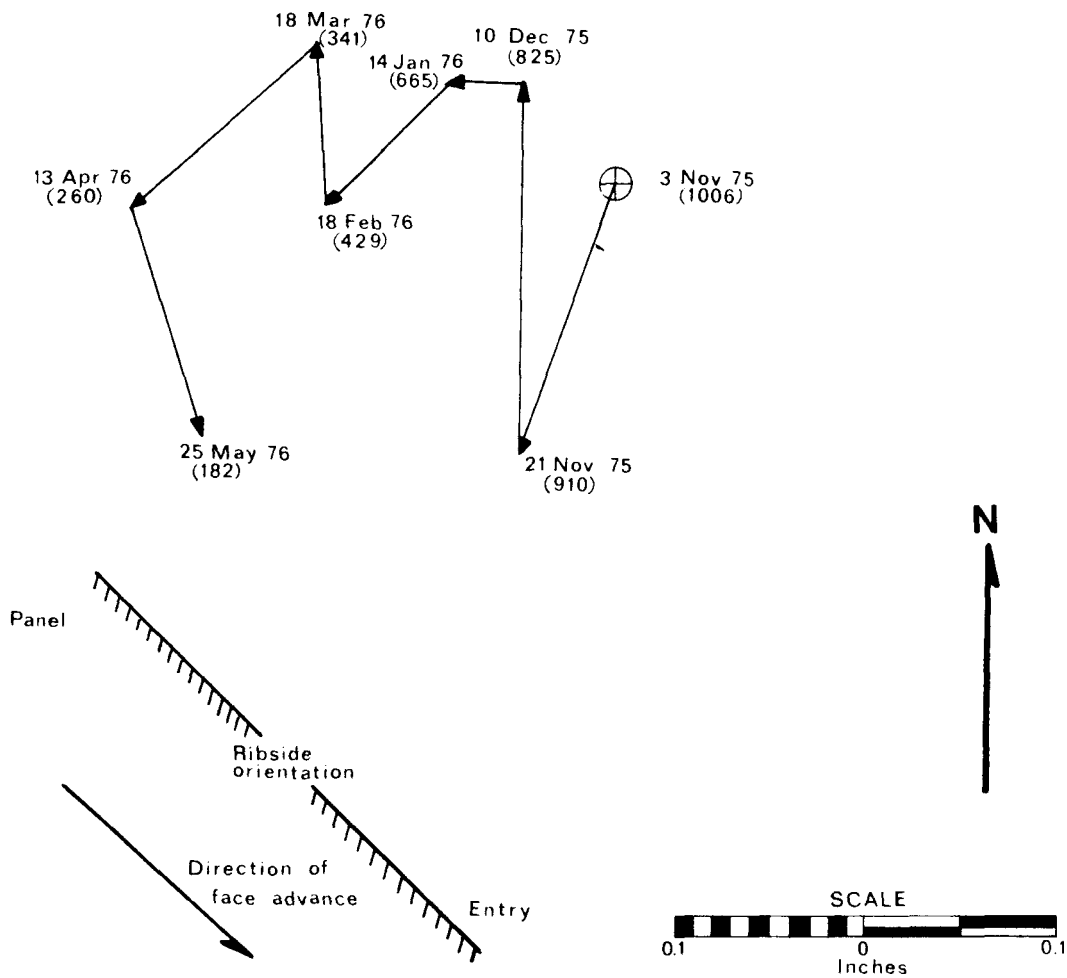 18 Mar 76
(341)
10 Dec 75
(825)
14 Jan 76
(665)
13 Apr 76
(260)
3 Nov 75
(1006)
18 Feb 76
(429)
25 May 76
(182)
21 Nov 75
(910)
N
Panel
Ribside
orientation
Direction of
face advance
Entry
SCALE
0.1 0 0.1
Inches